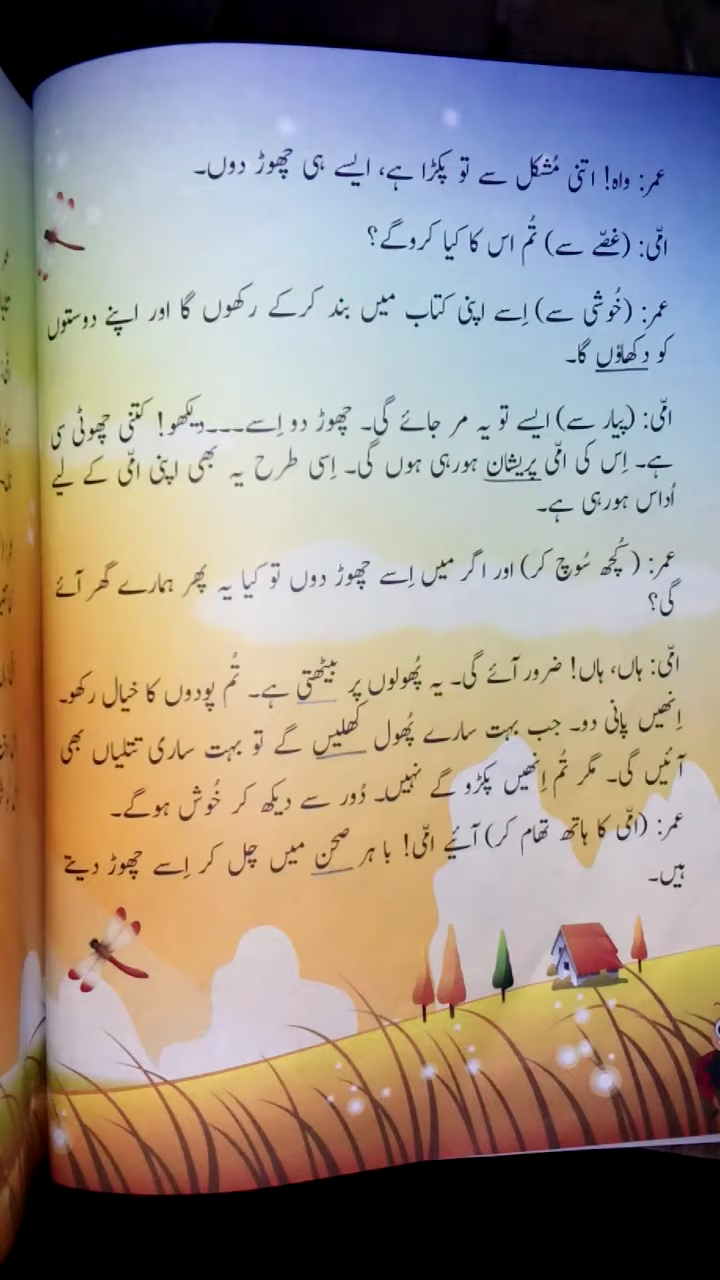 عمر: واہ! اتنی مُشکل سے تو پکڑا ہے، ایسے ہی چھوڑ دوں۔
امّی: (غصّے سے) تُم اس کا کیا کروگے؟
عمر: (خُوشی سے) اِسے اپنی کتاب میں بند کرکے رکھوں گا اور اپنے دوستوں
کو دکھاؤں گا۔
امّی: (پیار سے) ایسے تو یہ مر جائے گی۔ چھوڑ دو اِسے۔۔۔دیکھو! کتنی چھوٹی سی
ہے۔ اِس کی امّی پریشان ہورہی ہوں گی۔ اِسی طرح یہ بھی اپنی امّی کے لیے
اُداس ہورہی ہے۔
عمر: (کُچھ سُوچ کر) اور اگر میں اِسے چھوڑ دوں تو کیا یہ پھر ہمارے گھر آئے
گی؟
امّی: ہاں، ہاں! ضرور آئے گی۔ یہ پُھولوں پر بیٹھتی ہے۔ تُم پودوں کا خیال رکھو۔
اِنھیں پانی دو۔ جب بہت سارے پُھول کھلیں گے تو بہت ساری تتلیاں بھی
آئیں گی۔ مگر تُم اِنھیں پکڑو گے نہیں۔ دُور سے دیکھ کر خُوش ہوگے۔
عمر: (امّی کا ہاتھ تھام کر) آئیے امّی! باہر صحن میں چل کر اِسے چھوڑ دیتے
ہیں۔